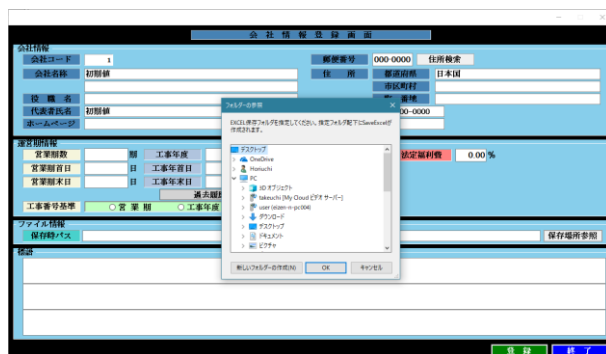 会 社 情 報 登 録 画 面
会社情報
会社コード 1 郵便番号 000-0000 住所検索
会社名称 初期値 住 所 都道府県 日本国
市区町村
役 職 名
代表者氏名 初期値
ホームページ
フォルダーの参照
EXCEL保存フォルダを指定してください。指定フォルダ配下にSaveExcelが
作成されます。
デスクトップ
OneDrive
Horiuchi
PC
3D オブジェクト
takeuchi [My Cloud ビデオ サーバー]
ダウンロード
デスクトップ
ドキュメント
ピクチャ
新しいフォルダーの作成(N) OK キャンセル
運営期情報
営業期数 期 工事年度 法定福利費 0.00 %
営業期首日 日 工事年首日
営業期末日 日 工事年末日
工事番号基準 営 業 期 工事年度
ファイル情報
保存時パス 保存場所参照
登 録 終 了